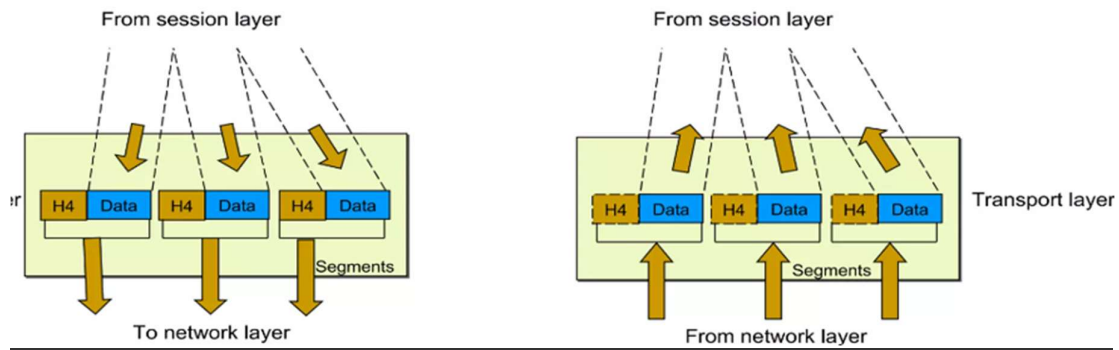 From session layer
H4 Data H4 Data H4 Data
Segments
To network layer
From session layer
H4 Data H4 Data H4 Data
Transport layer
Segments
From network layer